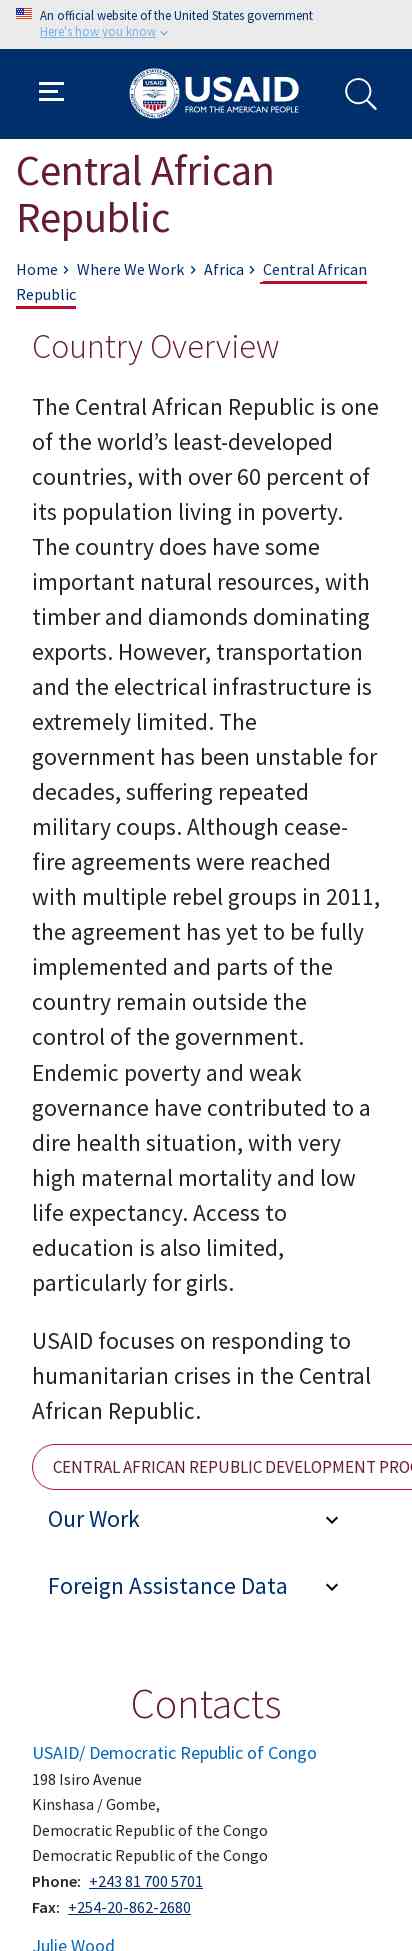 An official website of the United States government
Here's how you know
USAID
FROM THE AMERICAN PEOPLE
Central African
Republic
Home > Where We Work > Africa > Central African
Republic
Country Overview
The Central African Republic is one
of the world’s least-developed
countries, with over 60 percent of
its population living in poverty.
The country does have some
important natural resources, with
timber and diamonds dominating
exports. However, transportation
and the electrical infrastructure is
extremely limited. The
government has been unstable for
decades, suffering repeated
military coups. Although cease-
fire agreements were reached
with multiple rebel groups in 2011,
the agreement has yet to be fully
implemented and parts of the
country remain outside the
control of the government.
Endemic poverty and weak
governance have contributed to a
dire health situation, with very
high maternal mortality and low
life expectancy. Access to
education is also limited,
particularly for girls.
USAID focuses on responding to
humanitarian crises in the Central
African Republic.
CENTRAL AFRICAN REPUBLIC DEVELOPMENT
Our Work
Foreign Assistance Data
Contacts
USAID/ Democratic Republic of Congo
198 Isiro Avenue
Kinshasa / Gombe,
Democratic Republic of the Congo
Democratic Republic of the Congo
Phone: +243 81 700 5701
Fax: +254-20-862-2680
Julie Wood